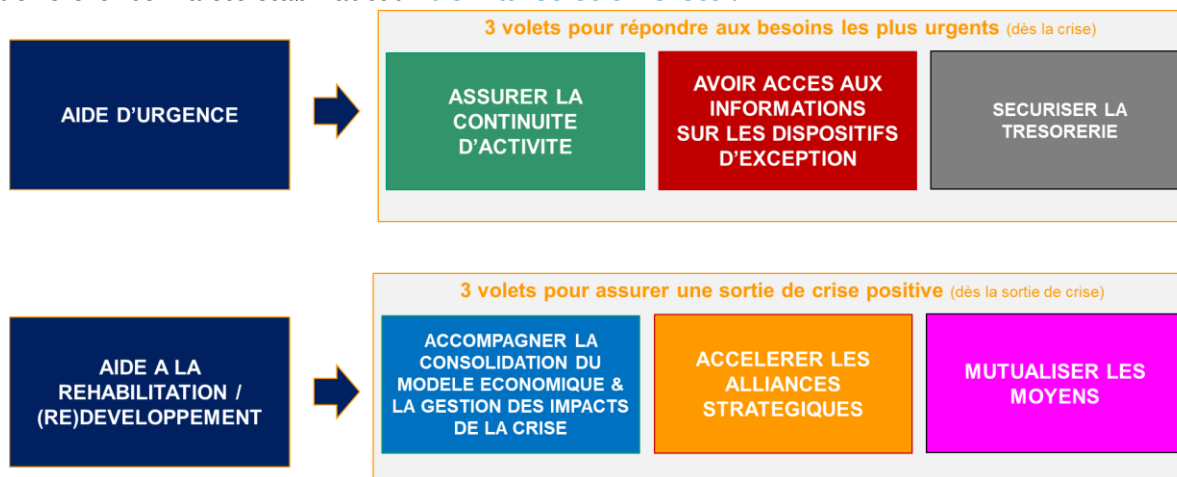 3 volets pour répondre aux besoins les plus urgents (dès la crise)
AIDE D'URGENCE
ASSURER LA
CONTINUITE
D'ACTIVITE
AVOIR ACCES AUX
INFORMATIONS
SUR LES DISPOSITIFS
D'EXCEPTION
SECURISER LA
TRESORERIE
3 volets pour assurer une sortie de crise positive (dès la sortie de crise)
AIDE A LA
REHABILITATION /
(RE)DEVELOPPEMENT
ACCOMPAGNER LA
CONSOLIDATION DU
MODELE ECONOMIQUE &
LA GESTION DES IMPACTS
DE LA CRISE
ACCELERER LES
ALLIANCES
STRATEGIQUES
MUTUALISER LES
MOYENS